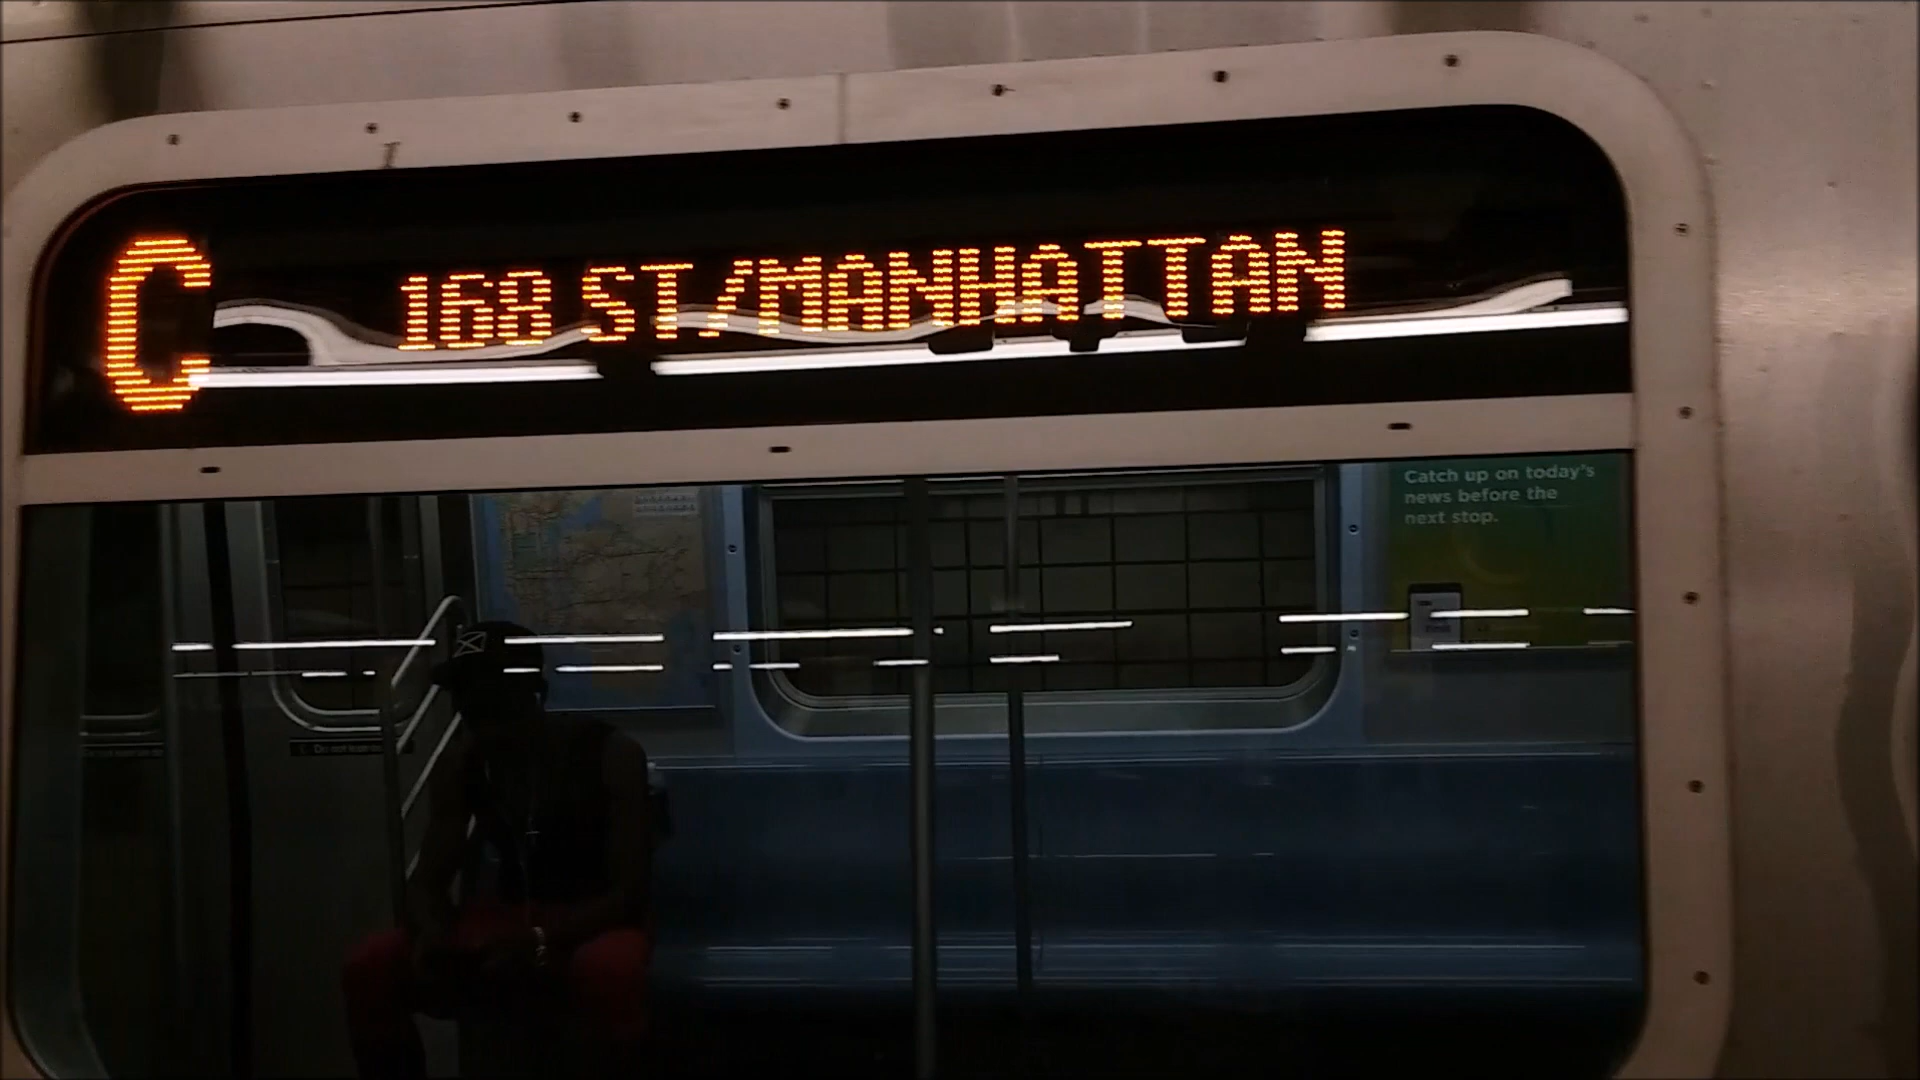 C 168 ST/MANHATTAN
Catch up on today's
news before the
next stop.